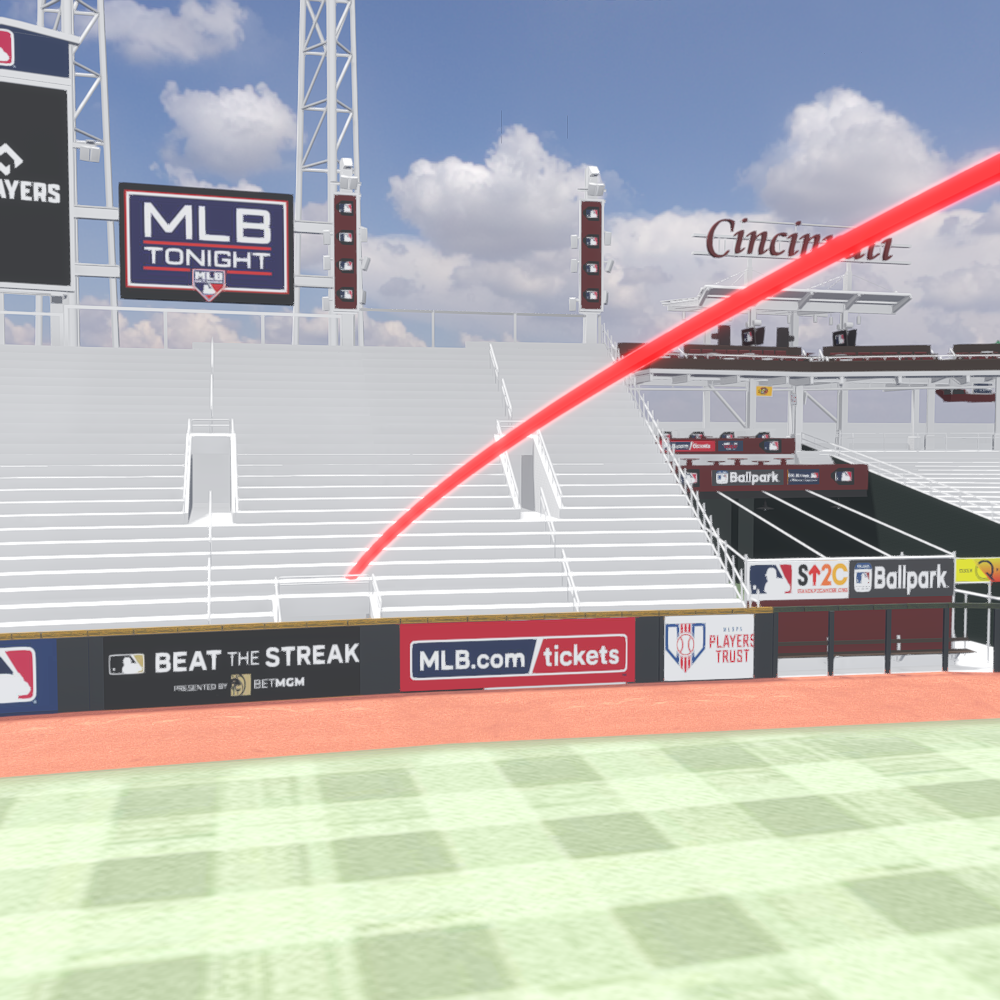 AYERS
MLB
TONIGHT
MLB
Cincinnati
Ballpark
S↑2C
Ballpark
BEAT THE STREAK
PRESENTED BY BETMGM
MLB.com/tickets
MLBPA
PLAYERS
TRUST